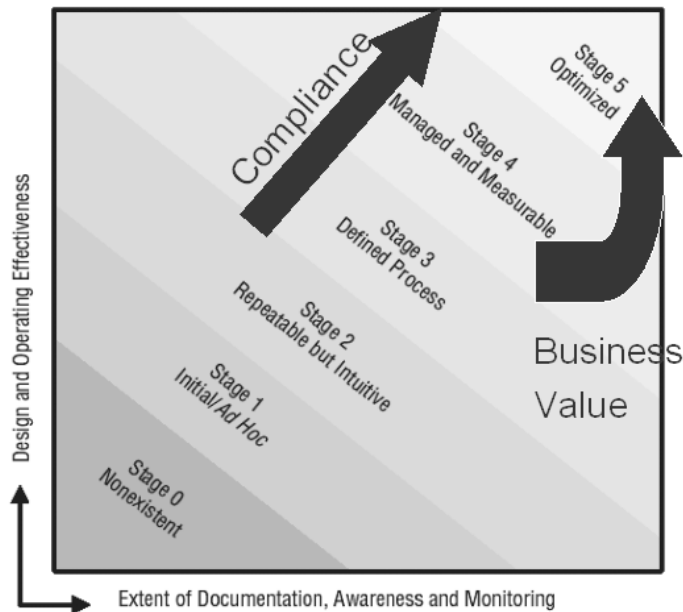 Compliance
Stage 5
Optimized
Stage 4
Managed and Measurable
Stage 3
Defined Process
Stage 2
Repeatable but Intuitive
Stage 1
Initial/Ad Hoc
Stage 0
Nonexistent
Business
Value
Design and Operating Effectiveness
Extent of Documentation, Awareness and Monitoring